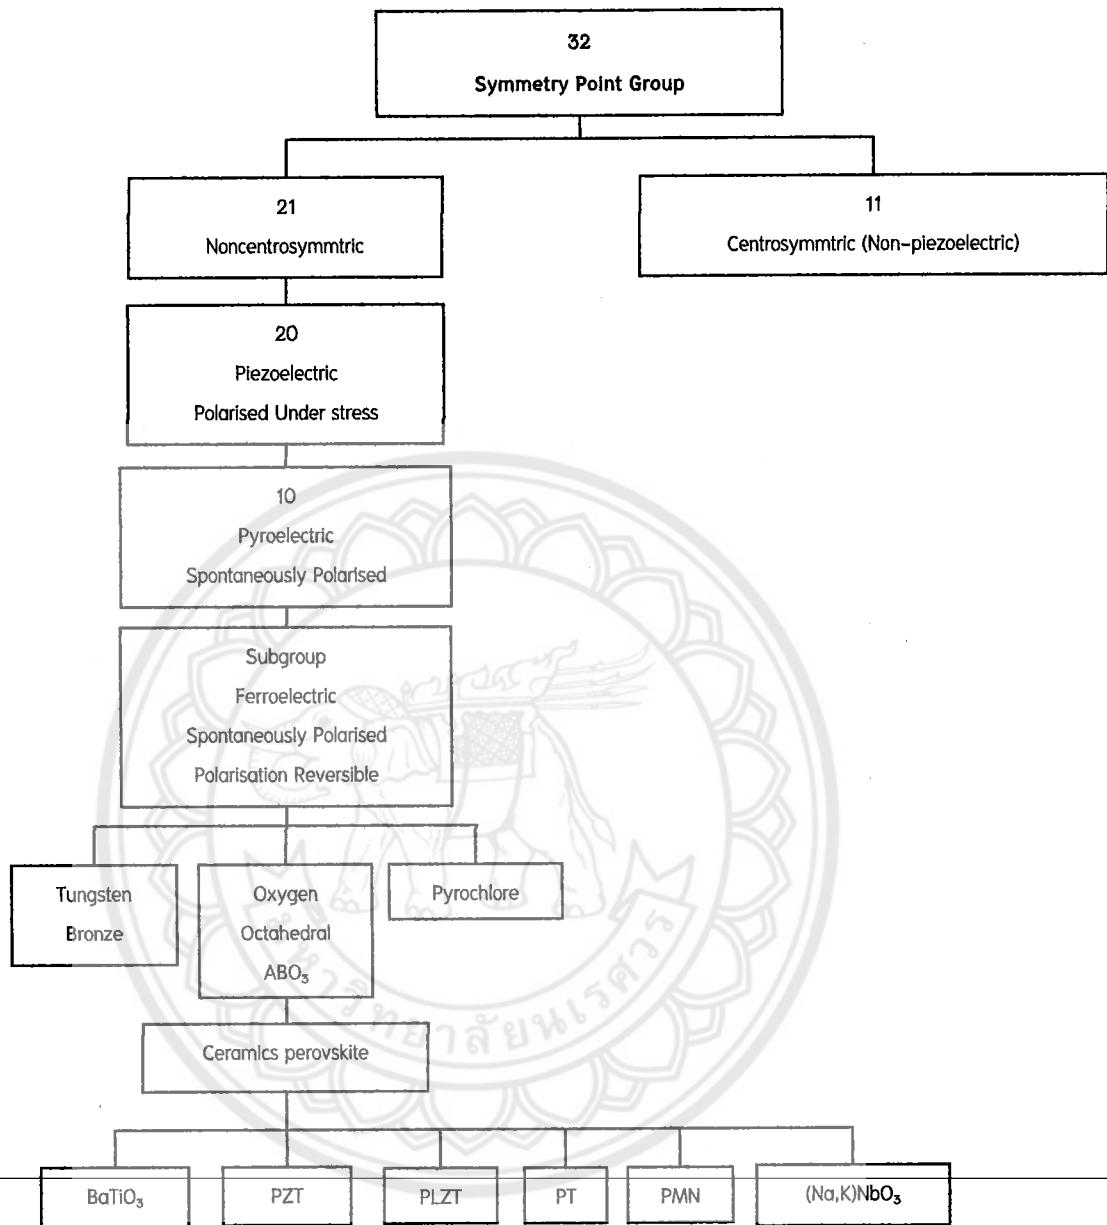 32
Symmetry Point Group
21
Noncentrosymmtric
11
Centrosymmtric (Non-piezoelectric)
20
Piezoelectric
Polarised Under stress
10
Pyroelectric
Spontaneously Polarised
Subgroup
Ferroelectric
Spontaneously Polarised
Polarisation Reversible
Tungsten
Bronze
Oxygen
Octahedral
ABO₃
Pyrochlore
Ceramics perovskite
BaTiO₃
PZT
PLZT
PT
PMN
(Na,K)NbO₃